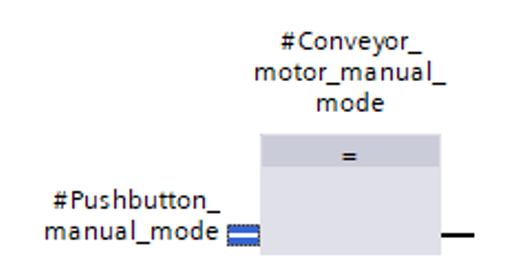 #Conveyor_
motor_manual_
mode
=
#Pushbutton_
manual_mode